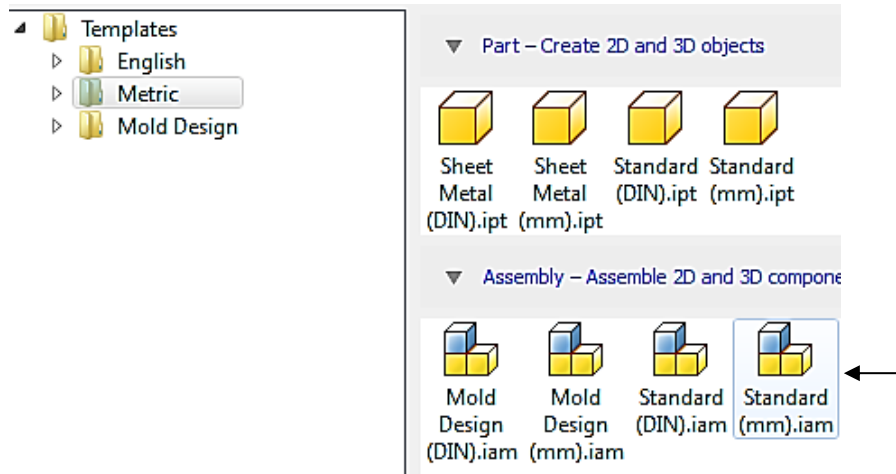 Templates
English
Metric
Mold Design
Part – Create 2D and 3D objects
Sheet Metal (DIN).ipt
Sheet Metal (mm).ipt
Standard (DIN).ipt
Standard (mm).ipt
Assembly – Assemble 2D and 3D compone
Mold Design (DIN).iam
Mold Design (mm).iam
Standard (DIN).iam
Standard (mm).iam